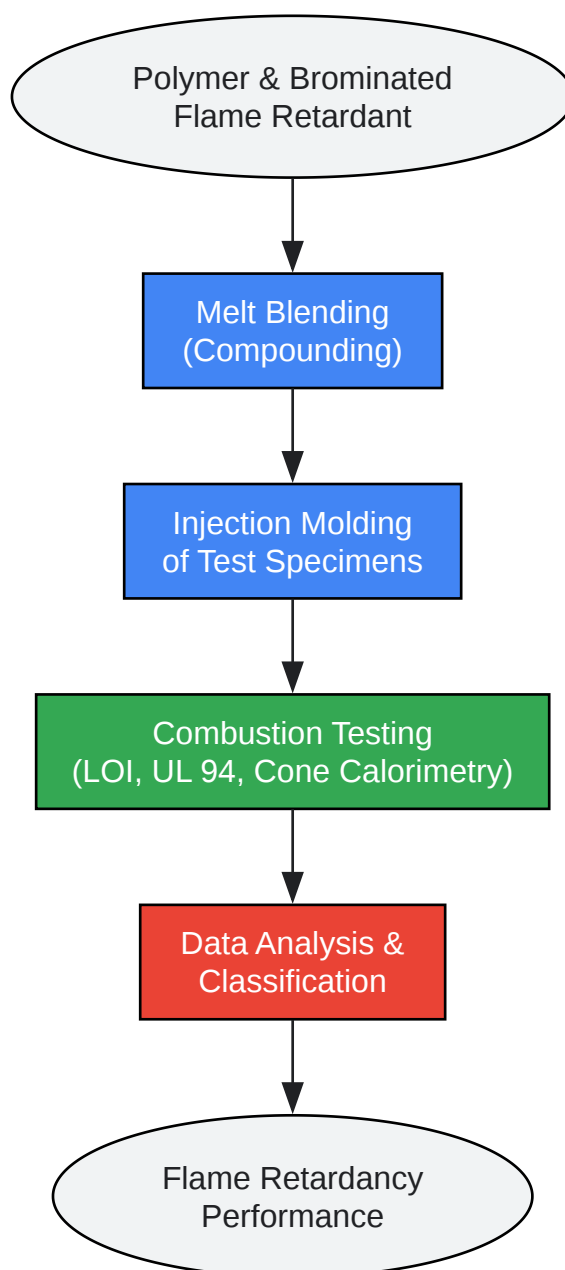 Polymer & Brominated
Flame Retardant
Melt Blending
(Compounding)
Injection Molding
of Test Specimens
Combustion Testing
(LOI, UL 94, Cone Calorimetry)
Data Analysis &
Classification
Flame Retardancy
Performance